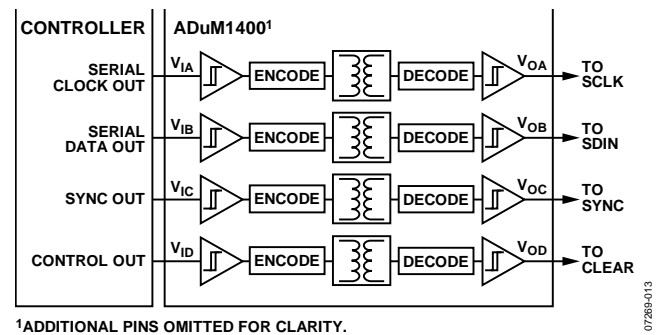 CONTROLLER
ADuM1400¹
SERIAL
CLOCK OUT
V_IA
ENCODE
DECODE
V_OA
TO
SCLK
SERIAL
DATA OUT
V_IB
ENCODE
DECODE
V_OB
TO
SDIN
SYNC OUT
V_IC
ENCODE
DECODE
V_OC
TO
SYNC
CONTROL OUT
V_ID
ENCODE
DECODE
V_OD
TO
CLEAR
¹ADDITIONAL PINS OMITTED FOR CLARITY.
07269-013